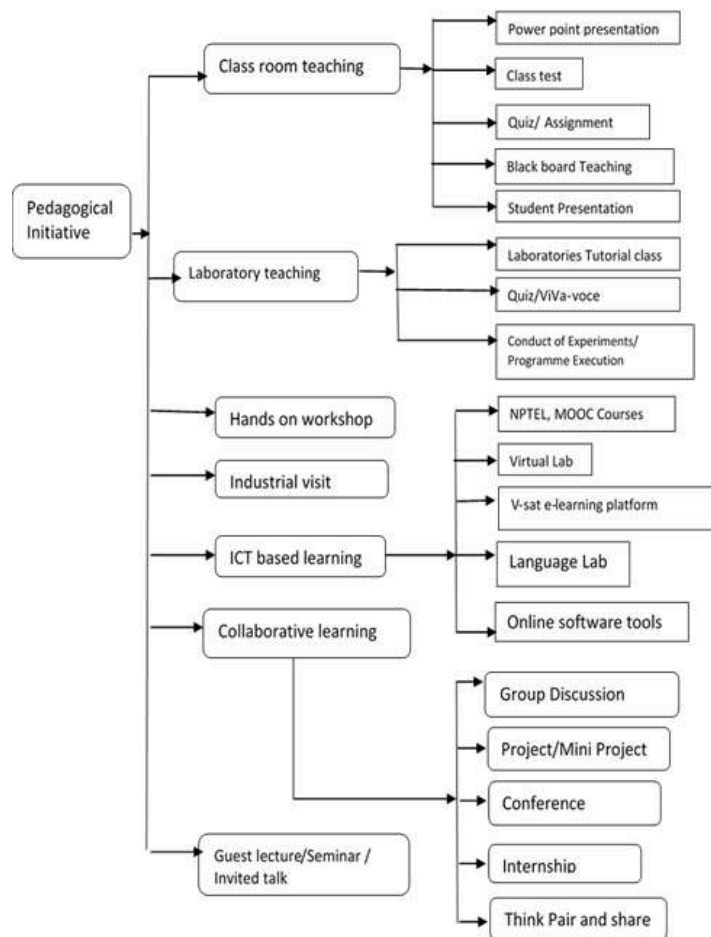 Pedagogical
Initiative
Class room teaching
Power point presentation
Class test
Quiz/ Assignment
Black board Teaching
Student Presentation
Laboratory teaching
Laboratories Tutorial class
Quiz/ViVa-voce
Conduct of Experiments/
Programme Execution
Hands on workshop
Industrial visit
ICT based learning
NPTEL, MOOC Courses
Virtual Lab
V-sat e-learning platform
Language Lab
Online software tools
Collaborative learning
Group Discussion
Project/Mini Project
Conference
Internship
Think Pair and share
Guest lecture/Seminar /
Invited talk